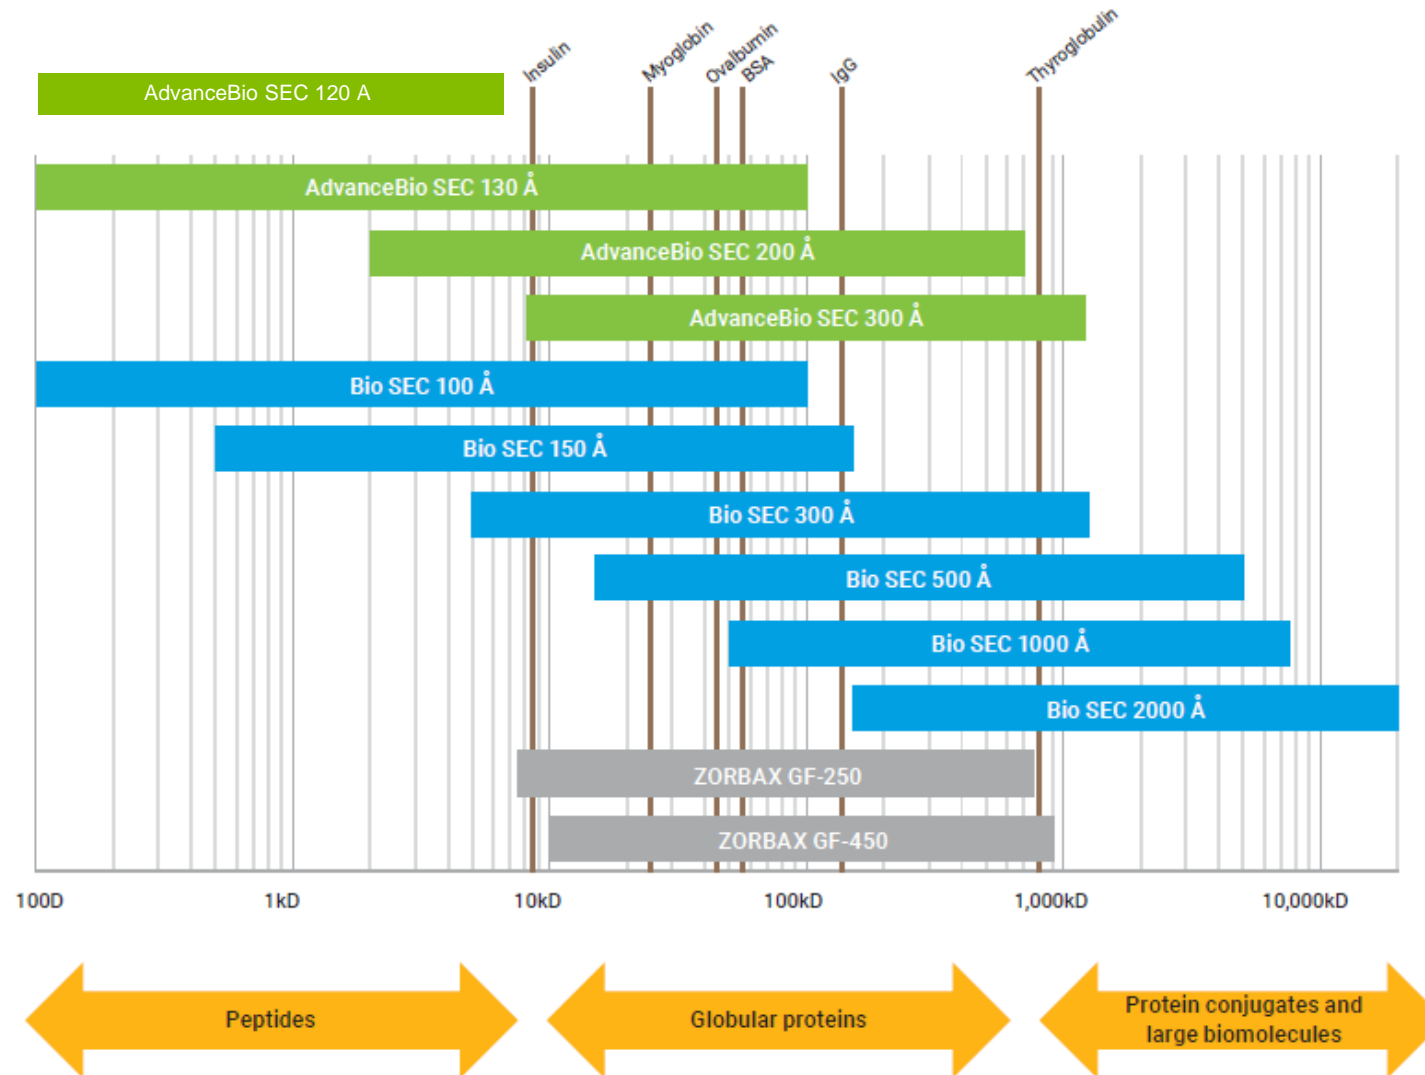 Insulin
Myoglobin
Ovalbumin
BSA
IgG
Thyroglobulin
AdvanceBio SEC 120 A
AdvanceBio SEC 130 Å
AdvanceBio SEC 200 Å
AdvanceBio SEC 300 Å
Bio SEC 100 Å
Bio SEC 150 Å
Bio SEC 300 Å
Bio SEC 500 Å
Bio SEC 1000 Å
Bio SEC 2000 Å
ZORBAX GF-250
ZORBAX GF-450
100D
1kD
10kD
100kD
1,000kD
10,000kD
Peptides
Globular proteins
Protein conjugates and
large biomolecules